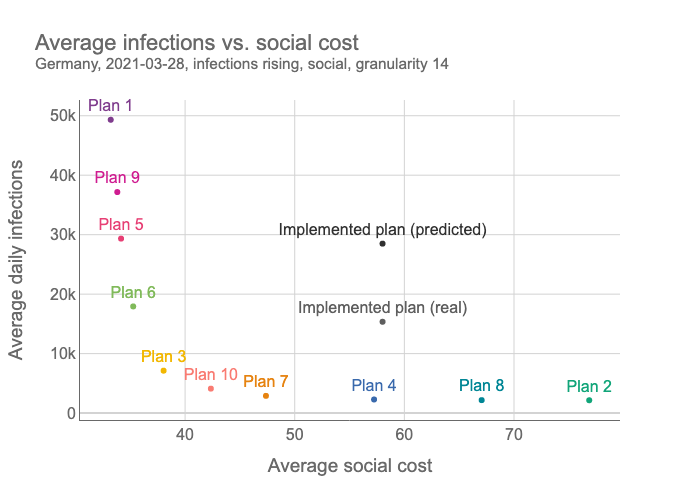 Average infections vs. social cost
Germany, 2021-03-28, infections rising, social, granularity 14
Average daily infections
50k
40k
30k
20k
10k
0
Plan 1
Plan 9
Plan 5
Implemented plan (predicted)
Plan 6
Implemented plan (real)
Plan 3
Plan 10
Plan 7
Plan 4
Plan 8
Plan 2
40
50
60
70
Average social cost